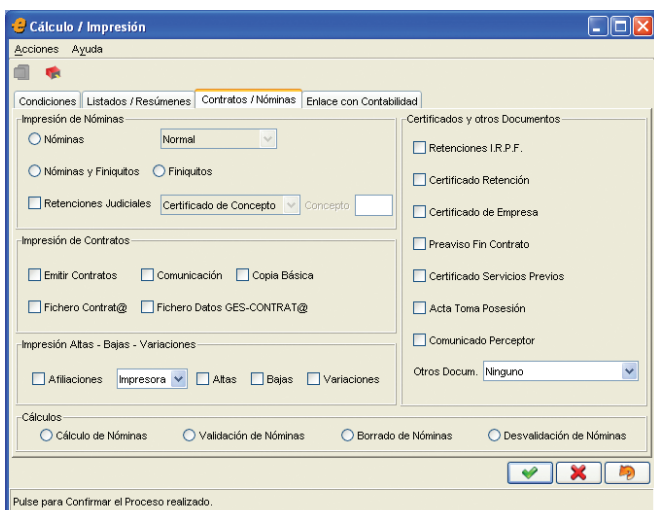 Cálculo / Impresión
Acciones Ayuda
Condiciones Listados / Resúmenes Contratos / Nóminas Enlace con Contabilidad
Impresión de Nóminas
Nóminas Normal
Nóminas y Finiquitos Finiquitos
Retenciones Judiciales Certificado de Concepto Concepto
Impresión de Contratos
Emitir Contratos Comunicación Copia Básica
Fichero Contrat@ Fichero Datos GES-CONTRAT@
Impresión Altas - Bajas - Variaciones
Afiliaciones Impresora Altas Bajas Variaciones
Certificados y otros Documentos
Retenciones I.R.P.F.
Certificado Retención
Certificado de Empresa
Preaviso Fin Contrato
Certificado Servicios Previos
Acta Toma Posesión
Comunicado Perceptor
Otros Docum. Ninguno
Cálculos
Cálculo de Nóminas Validación de Nóminas Borrado de Nóminas Desvalidación de Nóminas
Pulse para Confirmar el Proceso realizado.